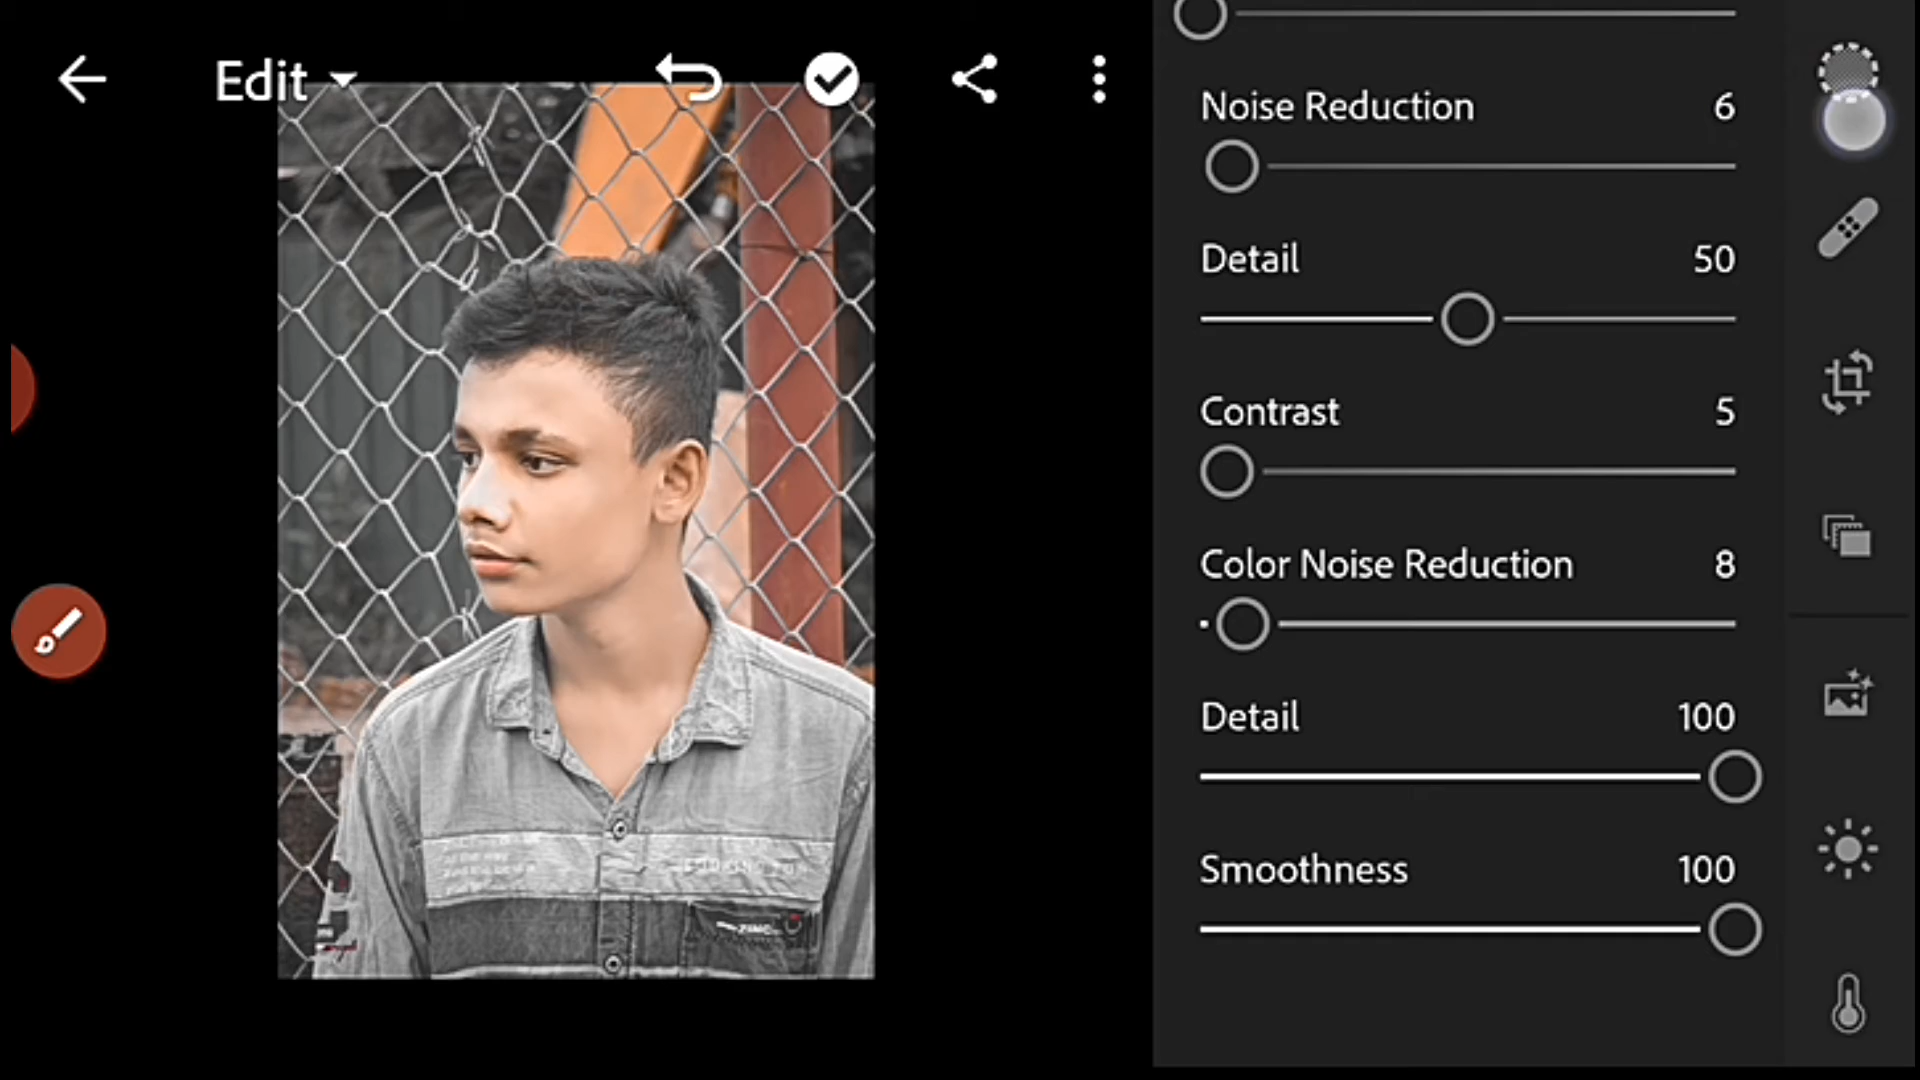 Edit
Noise Reduction 6
Detail 50
Contrast 5
Color Noise Reduction 8
Detail 100
Smoothness 100